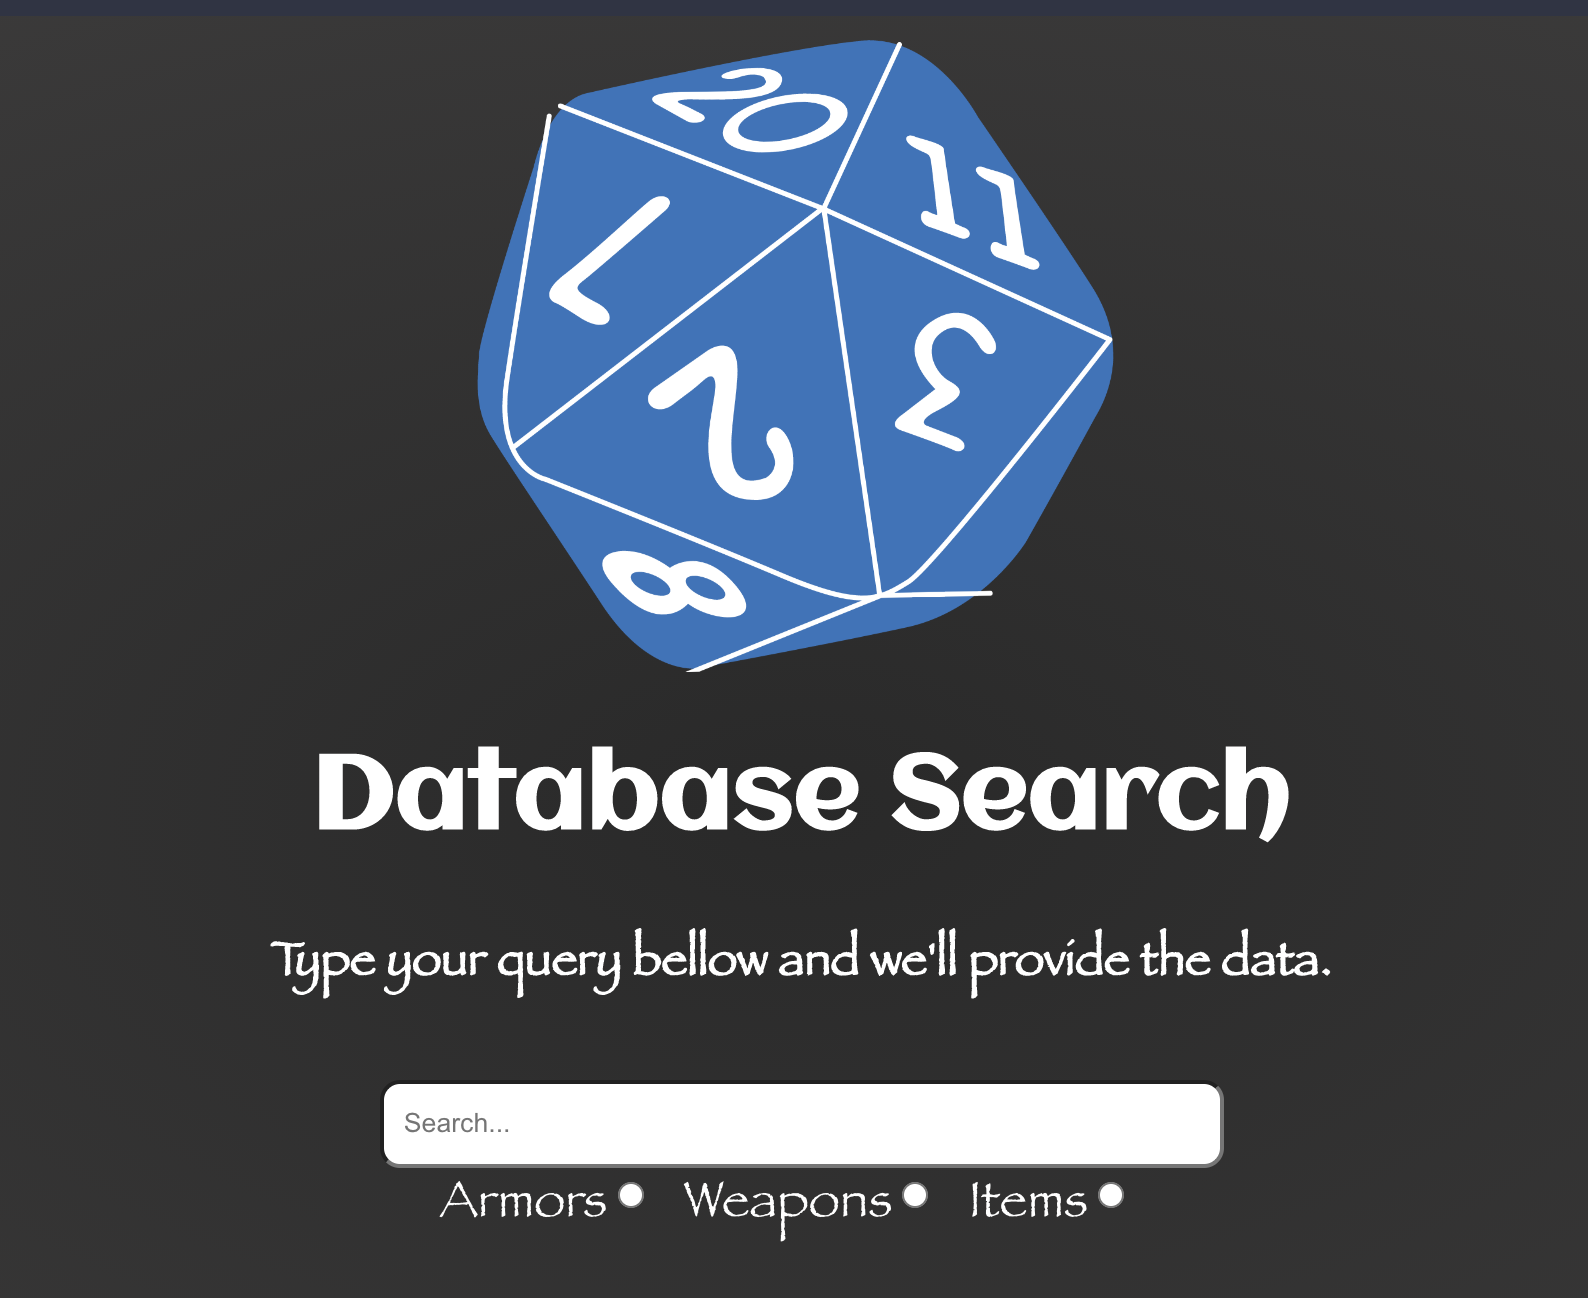 20
11
7
2
3
8
Database Search
Type your query bellow and we'll provide the data.
Search...
Armors Weapons Items